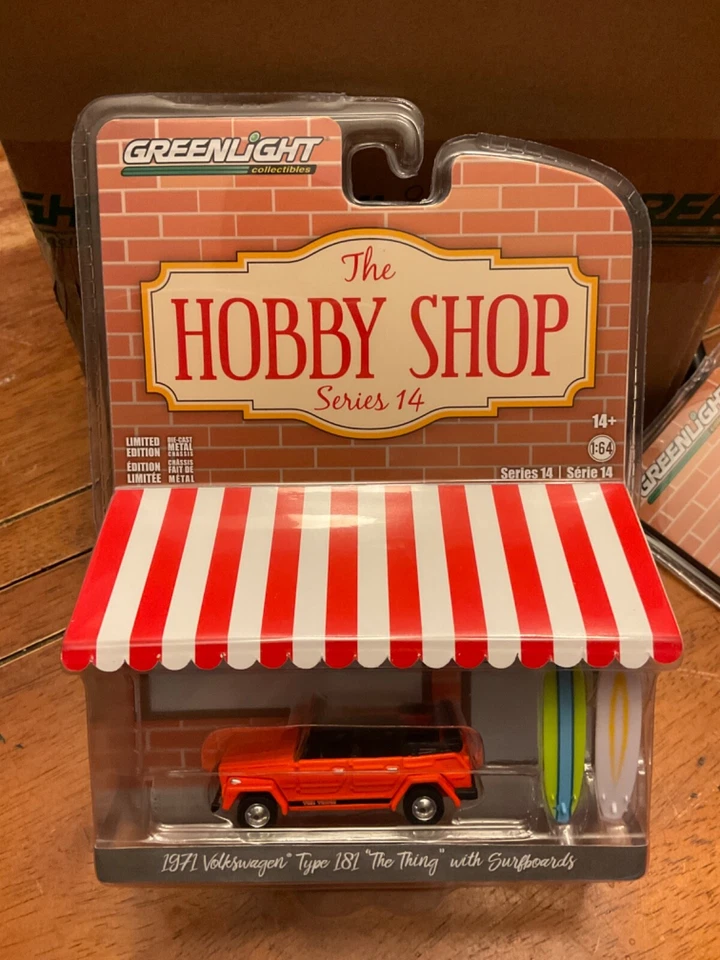 GREENLiGHT
collectibles
The
HOBBY SHOP
Series 14
14+
1:64
LIMITED EDITION
DIE-CAST METAL CHASSIS
ÉDITION LIMITÉE
CHÂSSIS FAIT DE MÉTAL
Series 14 | Série 14
GREENLiGHT
1971 Volkswagen® Type 181 "The Thing" with Surfboards